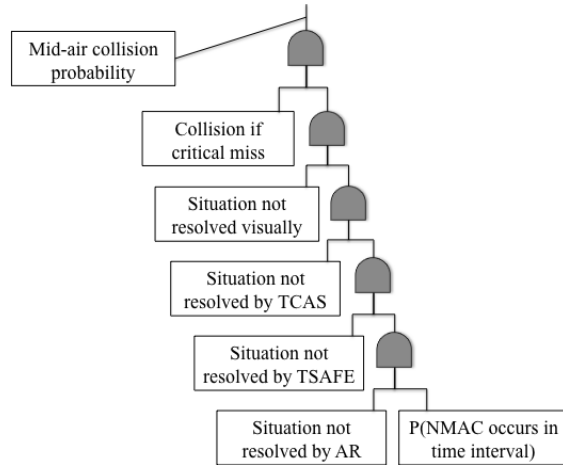 Mid-air collision
probability
Collision if
critical miss
Situation not
resolved visually
Situation not
resolved by TCAS
Situation not
resolved by TSAFE
Situation not
resolved by AR
P(NMAC occurs in
time interval)